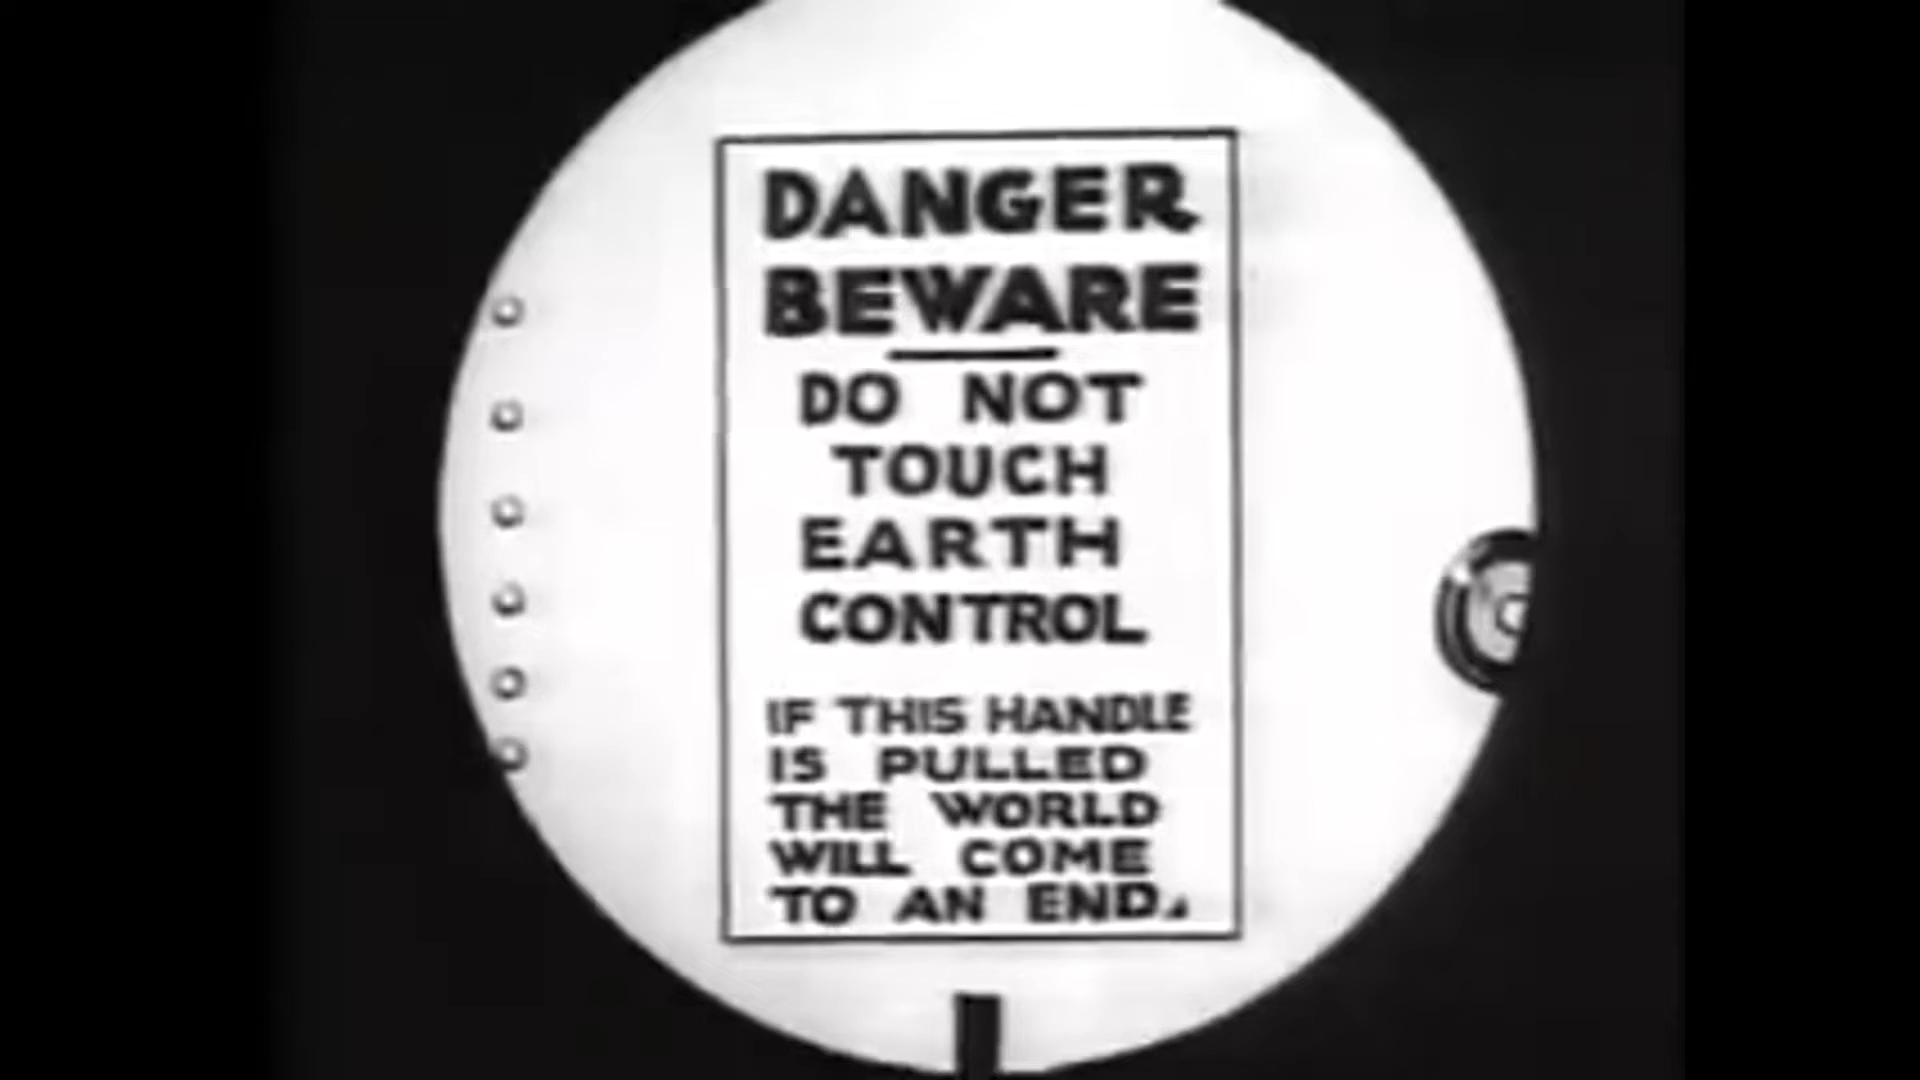 DANGER
BEWARE
DO NOT
TOUCH
EARTH
CONTROL
IF THIS HANDLE
IS PULLED
THE WORLD
WILL COME
TO AN END.